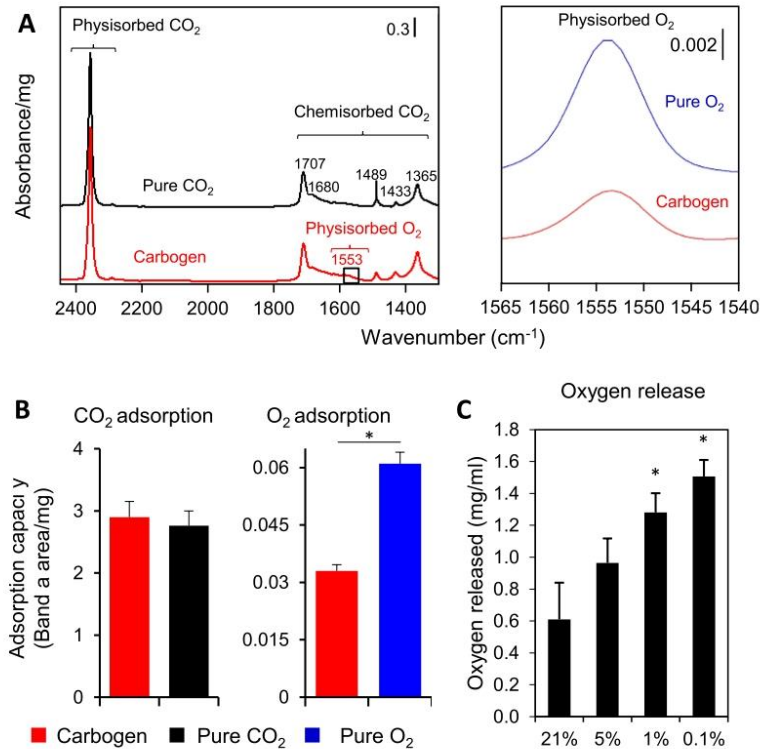 A
Physisorbed CO2
0.3
Chemisorbed CO2
1707
1680
1489
1433
1365
Pure CO2
Physisorbed O2
Carbogen
1553
Absorbance/mg
2400 2200 2000 1800 1600 1400
Physisorbed O2
0.002
Pure O2
Carbogen
1565 1560 1555 1550 1545 1540
Wavenumber (cm-1)
B
CO2 adsorption
Adsorption capaci y
(Band a area/mg)
4
3
2
1
0
O2 adsorption
*
0.06
0.045
0.03
0.015
0
Carbogen Pure CO2 Pure O2
C
Oxygen release
Oxygen released (mg/ml)
1.8
1.6
1.4
1.2
1.0
0.8
0.6
0.4
0.2
0.0
* *
21% 5% 1% 0.1%